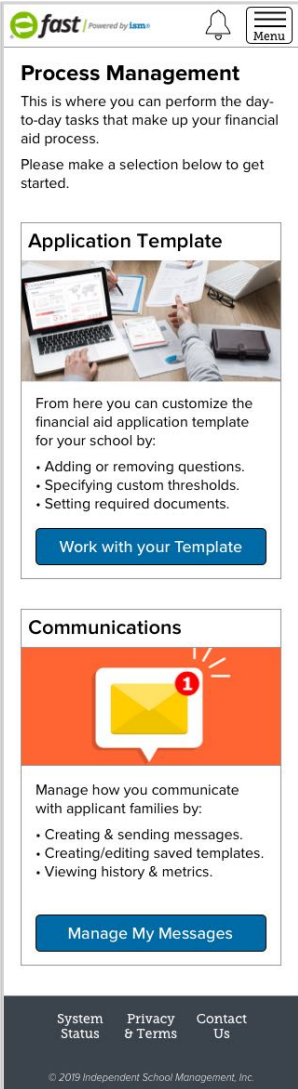 fast Powered by ism
Menu
Process Management
This is where you can perform the day-
to-day tasks that make up your financial
aid process.
Please make a selection below to get
started.
Application Template
From here you can customize the
financial aid application template
for your school by:
• Adding or removing questions.
• Specifying custom thresholds.
• Setting required documents.
Work with your Template
Communications
1
Manage how you communicate
with applicant families by:
• Creating & sending messages.
• Creating/editing saved templates.
• Viewing history & metrics.
Manage My Messages
System Privacy Contact
Status & Terms Us
© 2019 Independent School Management, Inc.